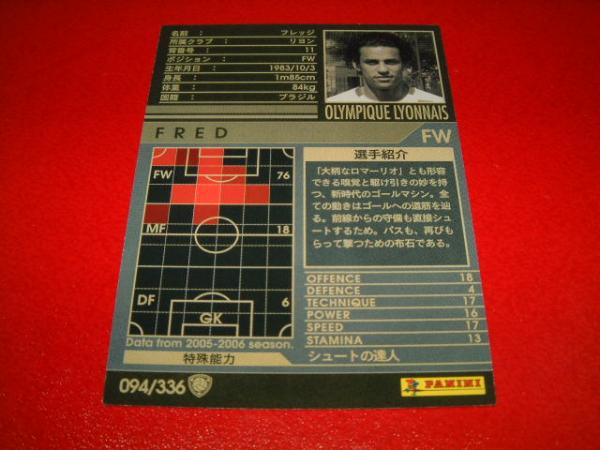 名前 : フレッジ
所属クラブ : リヨン
背番号 : 11
ポジション : FW
生年月日 : 1983/10/3
身長 : 1m85cm
体重 : 84kg
国籍 : ブラジル
OLYMPIQUE LYONNAIS
FRED
FW
FW 76
MF 18
DF 6
GK
Data from 2005-2006 season.
選手紹介
「大柄なロマーリオ」とも形容
できる嗅覚と駆け引きの妙を持
つ、新時代のゴールマシン。全
ての動きはゴールへの道筋を辿
る。前線からの守備も直接シュ
ートするため。パスも、再びも
らって撃つための布石である。
OFFENCE 18
DEFENCE 4
TECHNIQUE 17
POWER 16
SPEED 17
STAMINA 13
特殊能力 シュートの達人
094/336
PANINI